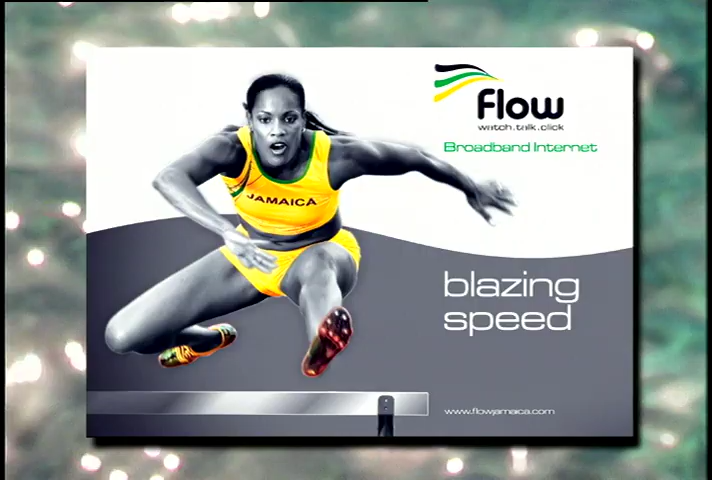 flow
watch.talk.click
Broadband Internet
JAMAICA
blazing
speed
www.flowjamaica.com